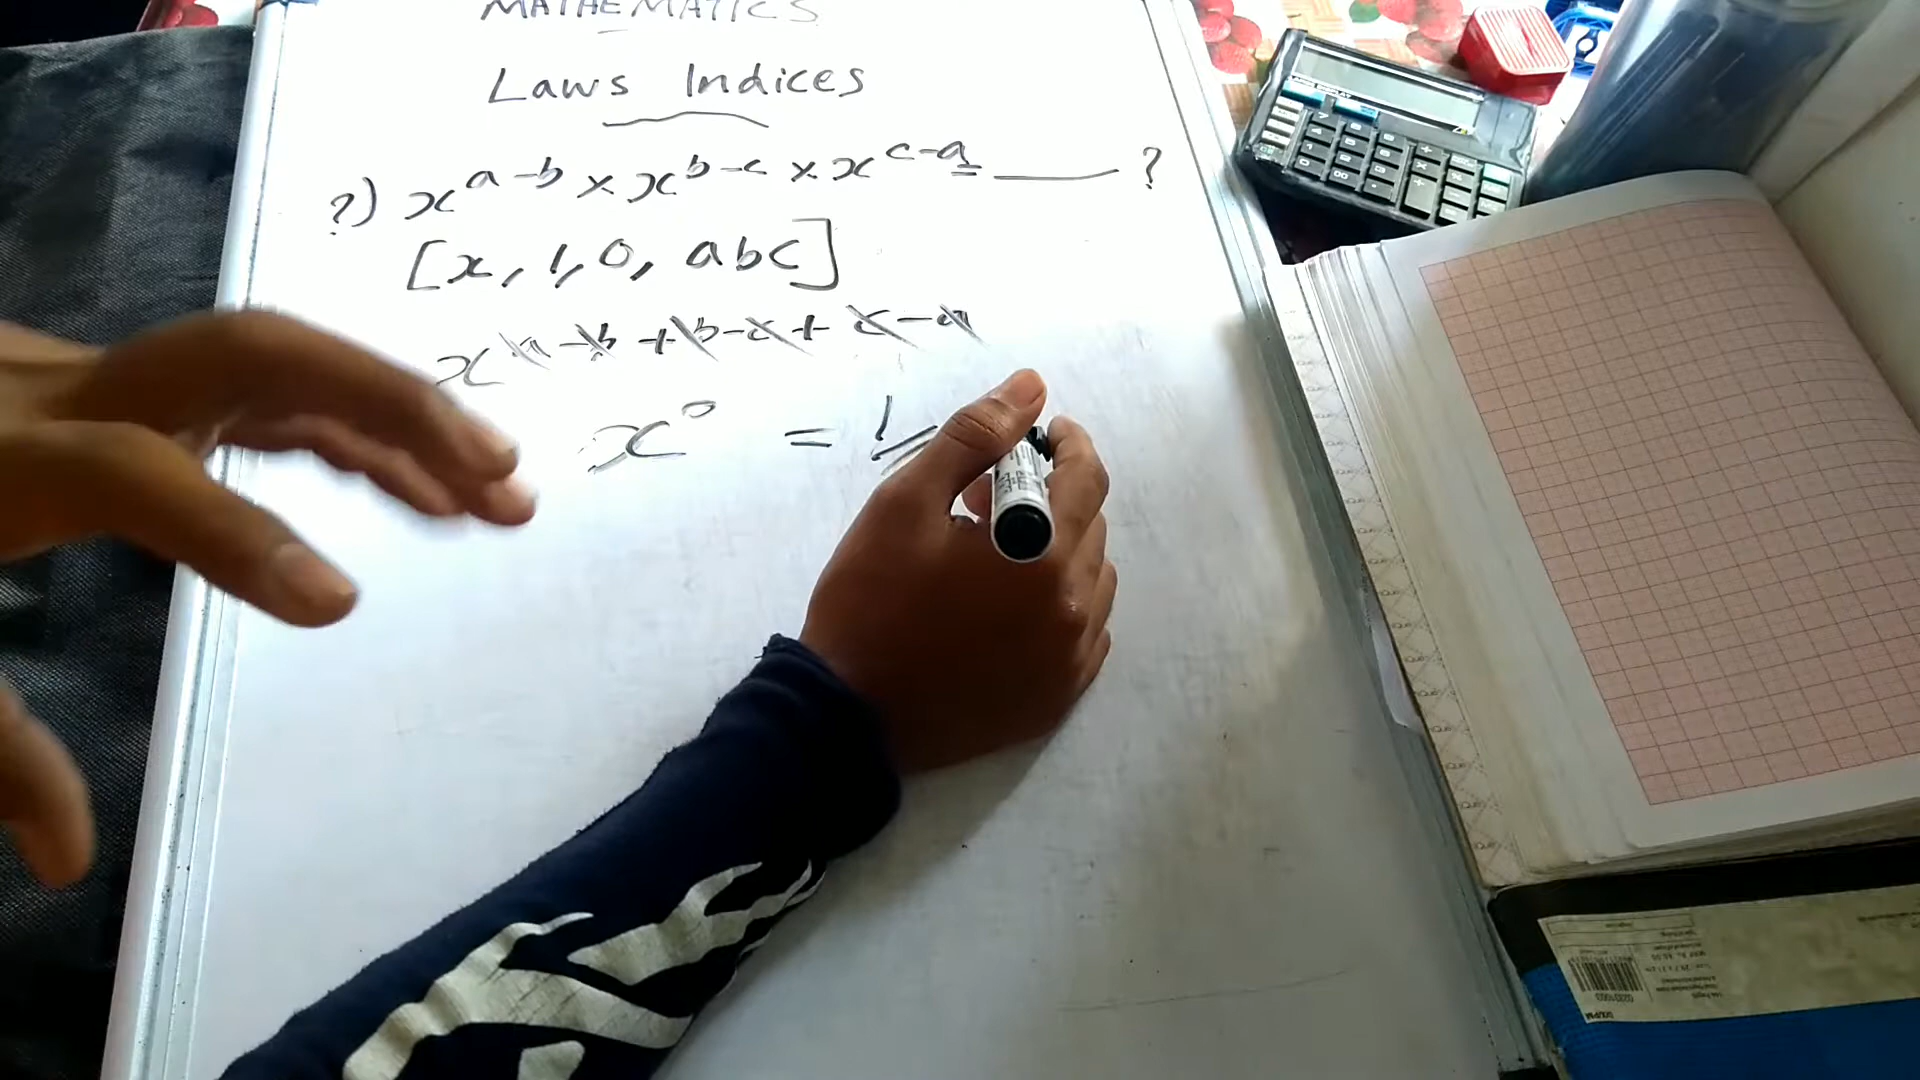 MATHEMATICS
Laws Indices
?) x^{a-b} × x^{b-c} × x^{c-a} = ____ ?
[x, 1, 0, abc]
x^{a-b+b-c+c-a}
x^0 = 1